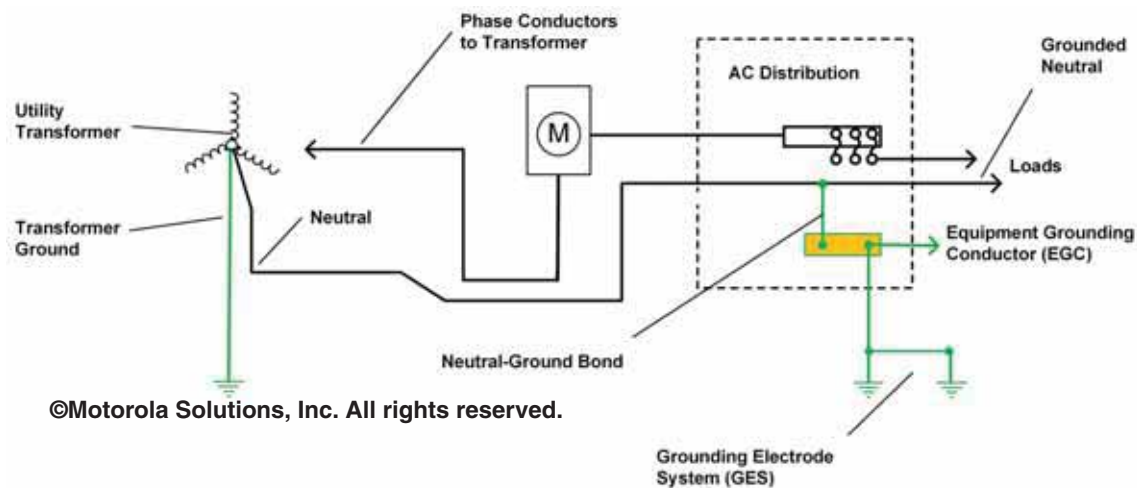 Phase Conductors
to Transformer
Grounded
Neutral
AC Distribution
Utility
Transformer
M
Loads
Neutral
Transformer
Ground
Equipment Grounding
Conductor (EGC)
Neutral-Ground Bond
©Motorola Solutions, Inc. All rights reserved.
Grounding Electrode
System (GES)